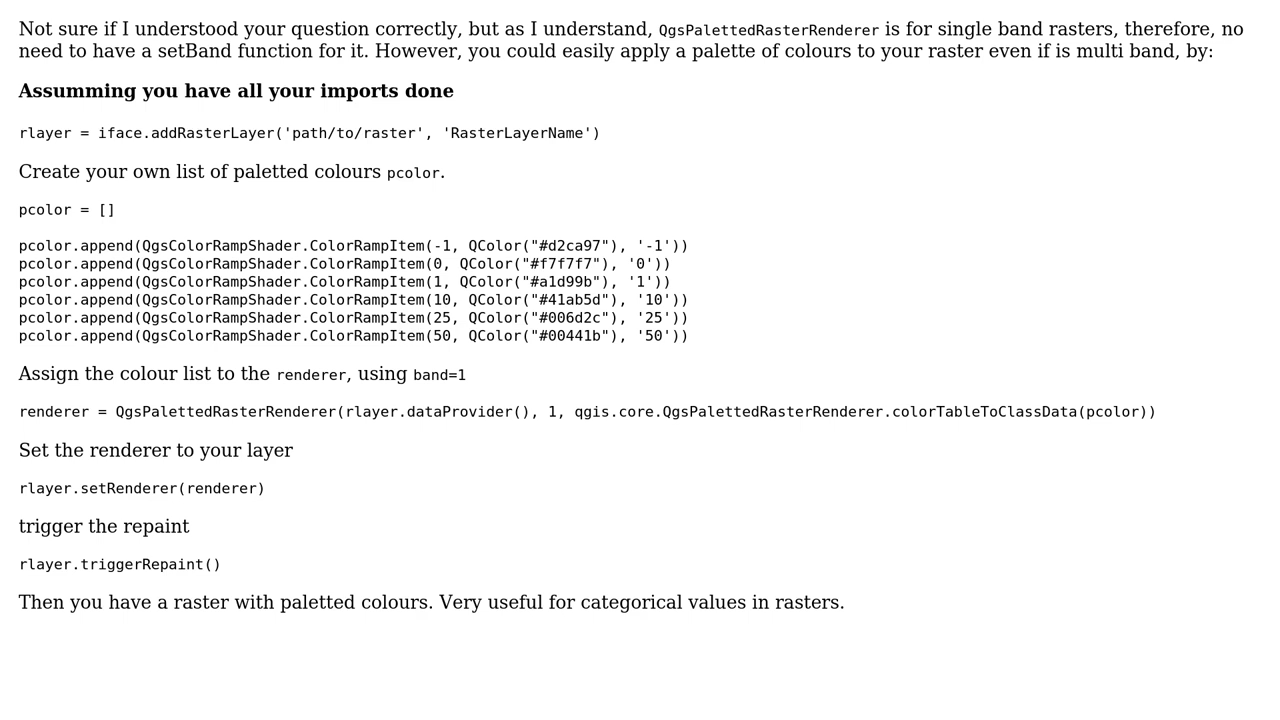 Not sure if I understood your question correctly, but as I understand, QgsPalettedRasterRenderer is for single band rasters, therefore, no
need to have a setBand function for it. However, you could easily apply a palette of colours to your raster even if is multi band, by:
Assumming you have all your imports done
rlayer = iface.addRasterLayer('path/to/raster', 'RasterLayerName')
Create your own list of paletted colours pcolor.
pcolor = []
pcolor.append(QgsColorRampShader.ColorRampItem(-1, QColor("#d2ca97"), '-1'))
pcolor.append(QgsColorRampShader.ColorRampItem(0, QColor("#f7f7f7"), '0'))
pcolor.append(QgsColorRampShader.ColorRampItem(1, QColor("#a1d99b"), '1'))
pcolor.append(QgsColorRampShader.ColorRampItem(10, QColor("#41ab5d"), '10'))
pcolor.append(QgsColorRampShader.ColorRampItem(25, QColor("#006d2c"), '25'))
pcolor.append(QgsColorRampShader.ColorRampItem(50, QColor("#00441b"), '50'))
Assign the colour list to the renderer, using band=1
renderer = QgsPalettedRasterRenderer(rlayer.dataProvider(), 1, qgis.core.QgsPalettedRasterRenderer.colorTableToClassData(pcolor))
Set the renderer to your layer
rlayer.setRenderer(renderer)
trigger the repaint
rlayer.triggerRepaint()
Then you have a raster with paletted colours. Very useful for categorical values in rasters.